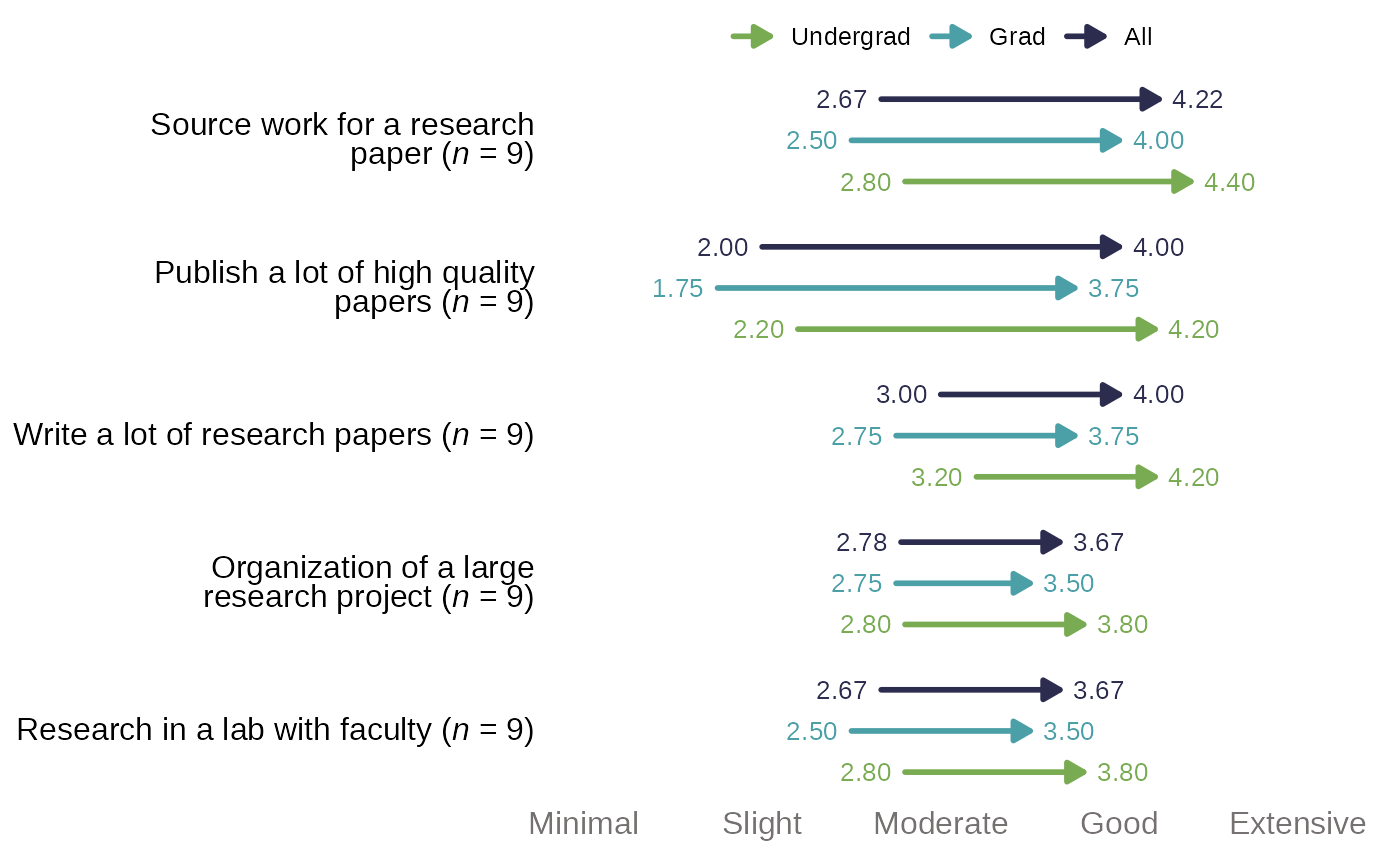 Undergrad Grad All
2.67 4.22
Source work for a research
paper (n = 9)
2.50 4.00
2.80 4.40
2.00 4.00
Publish a lot of high quality
papers (n = 9)
1.75 3.75
2.20 4.20
3.00 4.00
Write a lot of research papers (n = 9)
2.75 3.75
3.20 4.20
2.78 3.67
Organization of a large
research project (n = 9)
2.75 3.50
2.80 3.80
2.67 3.67
Research in a lab with faculty (n = 9)
2.50 3.50
2.80 3.80
Minimal Slight Moderate Good Extensive